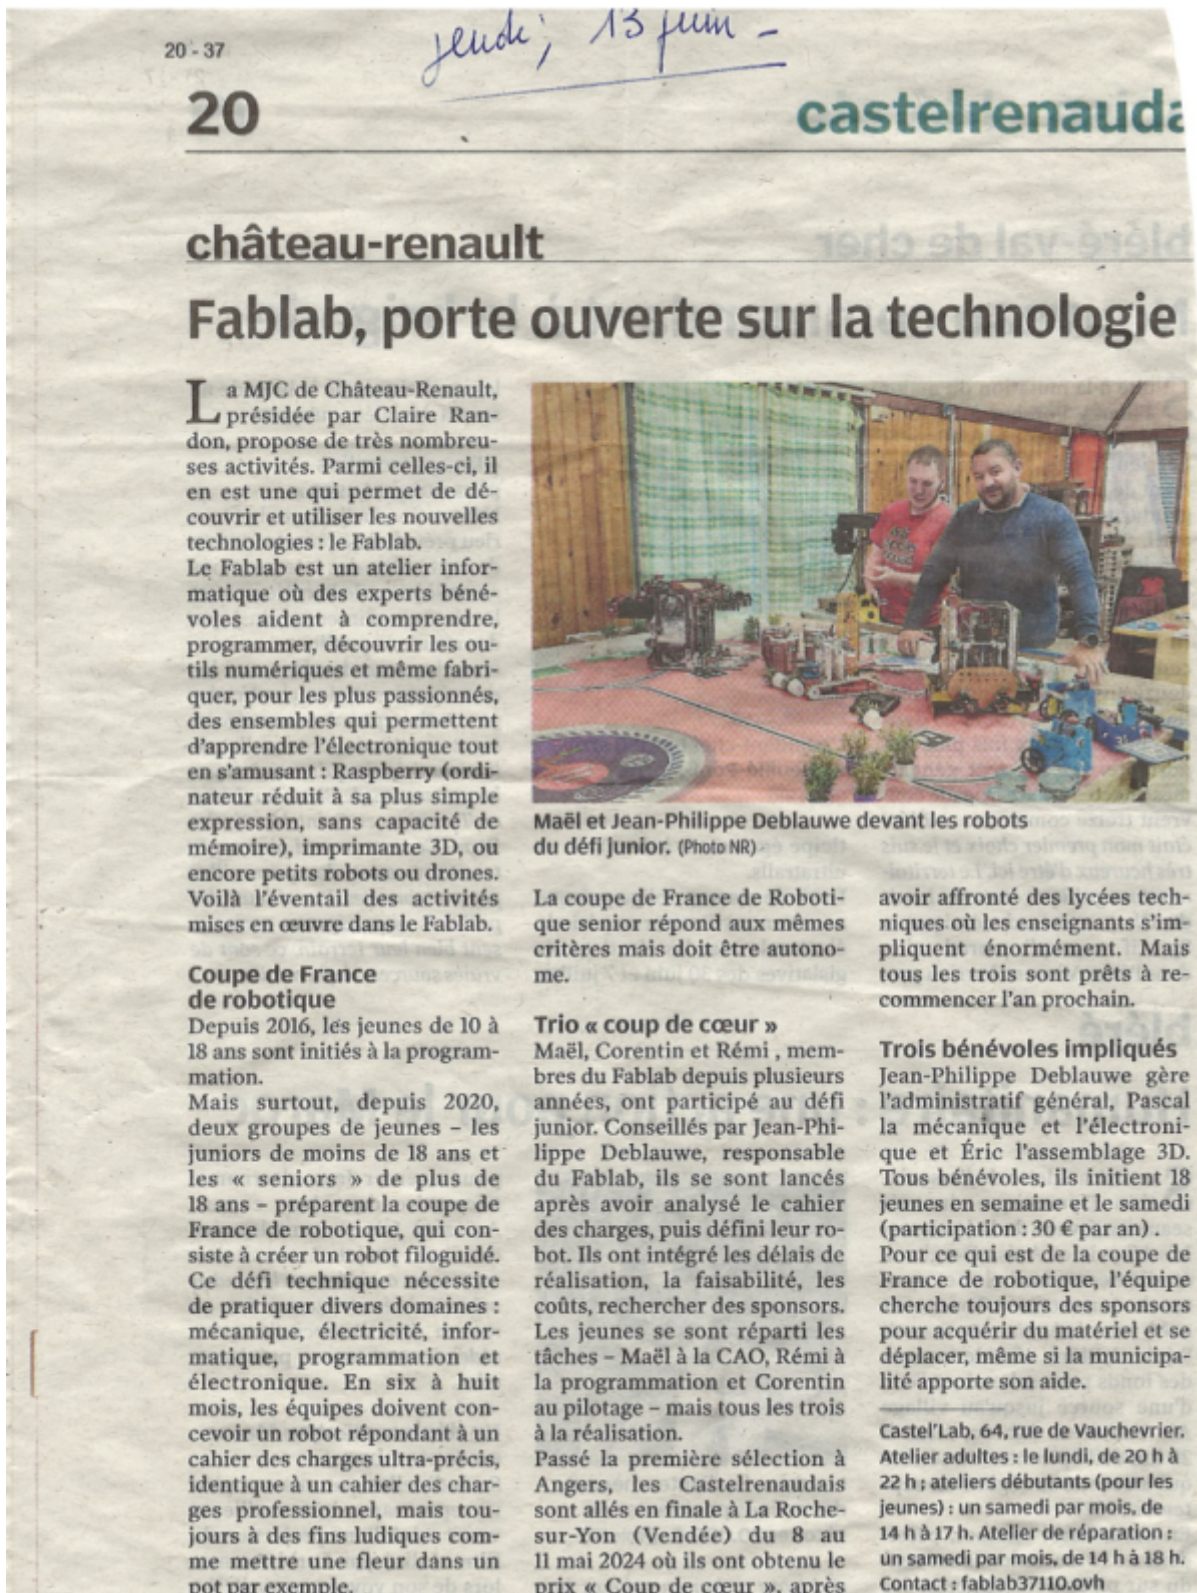 jeudi, 13 juin -
20 - 37
20
castelrenauda
château-renault
Fablab, porte ouverte sur la technologie
La MJC de Château-Renault,
présidée par Claire Ran-
don, propose de très nombreu-
ses activités. Parmi celles-ci, il
en est une qui permet de dé-
couvrir et utiliser les nouvelles
technologies : le Fablab.
Le Fablab est un atelier infor-
matique où des experts béné-
voles aident à comprendre,
programmer, découvrir les ou-
tils numériques et même fabri-
quer, pour les plus passionnés,
des ensembles qui permettent
d'apprendre l'électronique tout
en s'amusant : Raspberry (ordi-
nateur réduit à sa plus simple
expression, sans capacité de
mémoire), imprimante 3D, ou
encore petits robots ou drones.
Voilà l'éventail des activités
mises en œuvre dans le Fablab.
Coupe de France
de robotique
Depuis 2016, les jeunes de 10 à
18 ans sont initiés à la program-
mation.
Mais surtout, depuis 2020,
deux groupes de jeunes – les
juniors de moins de 18 ans et
les « seniors » de plus de
18 ans – préparent la coupe de
France de robotique, qui con-
siste à créer un robot filoguidé.
Ce défi technique nécessite
de pratiquer divers domaines :
mécanique, électricité, infor-
matique, programmation et
électronique. En six à huit
mois, les équipes doivent con-
cevoir un robot répondant à un
cahier des charges ultra-précis,
identique à un cahier des char-
ges professionnel, mais tou-
jours à des fins ludiques com-
me mettre une fleur dans un
pot par exemple.
Maël et Jean-Philippe Deblauwe devant les robots
du défi junior. (Photo NR)
La coupe de France de Roboti-
que senior répond aux mêmes
critères mais doit être autono-
me.
Trio « coup de cœur »
Maël, Corentin et Rémi , mem-
bres du Fablab depuis plusieurs
années, ont participé au défi
junior. Conseillés par Jean-Phi-
lippe Deblauwe, responsable
du Fablab, ils se sont lancés
après avoir analysé le cahier
des charges, puis défini leur ro-
bot. Ils ont intégré les délais de
réalisation, la faisabilité, les
coûts, rechercher des sponsors.
Les jeunes se sont réparti les
tâches – Maël à la CAO, Rémi à
la programmation et Corentin
au pilotage – mais tous les trois
à la réalisation.
Passé la première sélection à
Angers, les Castelrenaudais
sont allés en finale à La Roche-
sur-Yon (Vendée) du 8 au
11 mai 2024 où ils ont obtenu le
prix « Coup de cœur », après
avoir affronté des lycées tech-
niques où les enseignants s'im-
pliquent énormément. Mais
tous les trois sont prêts à re-
commencer l'an prochain.
Trois bénévoles impliqués
Jean-Philippe Deblauwe gère
l'administratif général, Pascal
la mécanique et l'électroni-
que et Éric l'assemblage 3D.
Tous bénévoles, ils initient 18
jeunes en semaine et le samedi
(participation : 30 € par an) .
Pour ce qui est de la coupe de
France de robotique, l'équipe
cherche toujours des sponsors
pour acquérir du matériel et se
déplacer, même si la municipa-
lité apporte son aide.
Castel'Lab, 64, rue de Vauchevrier.
Atelier adultes : le lundi, de 20 h à
22 h ; ateliers débutants (pour les
jeunes) : un samedi par mois, de
14 h à 17 h. Atelier de réparation :
un samedi par mois, de 14 h à 18 h.
Contact : fablab37110.ovh